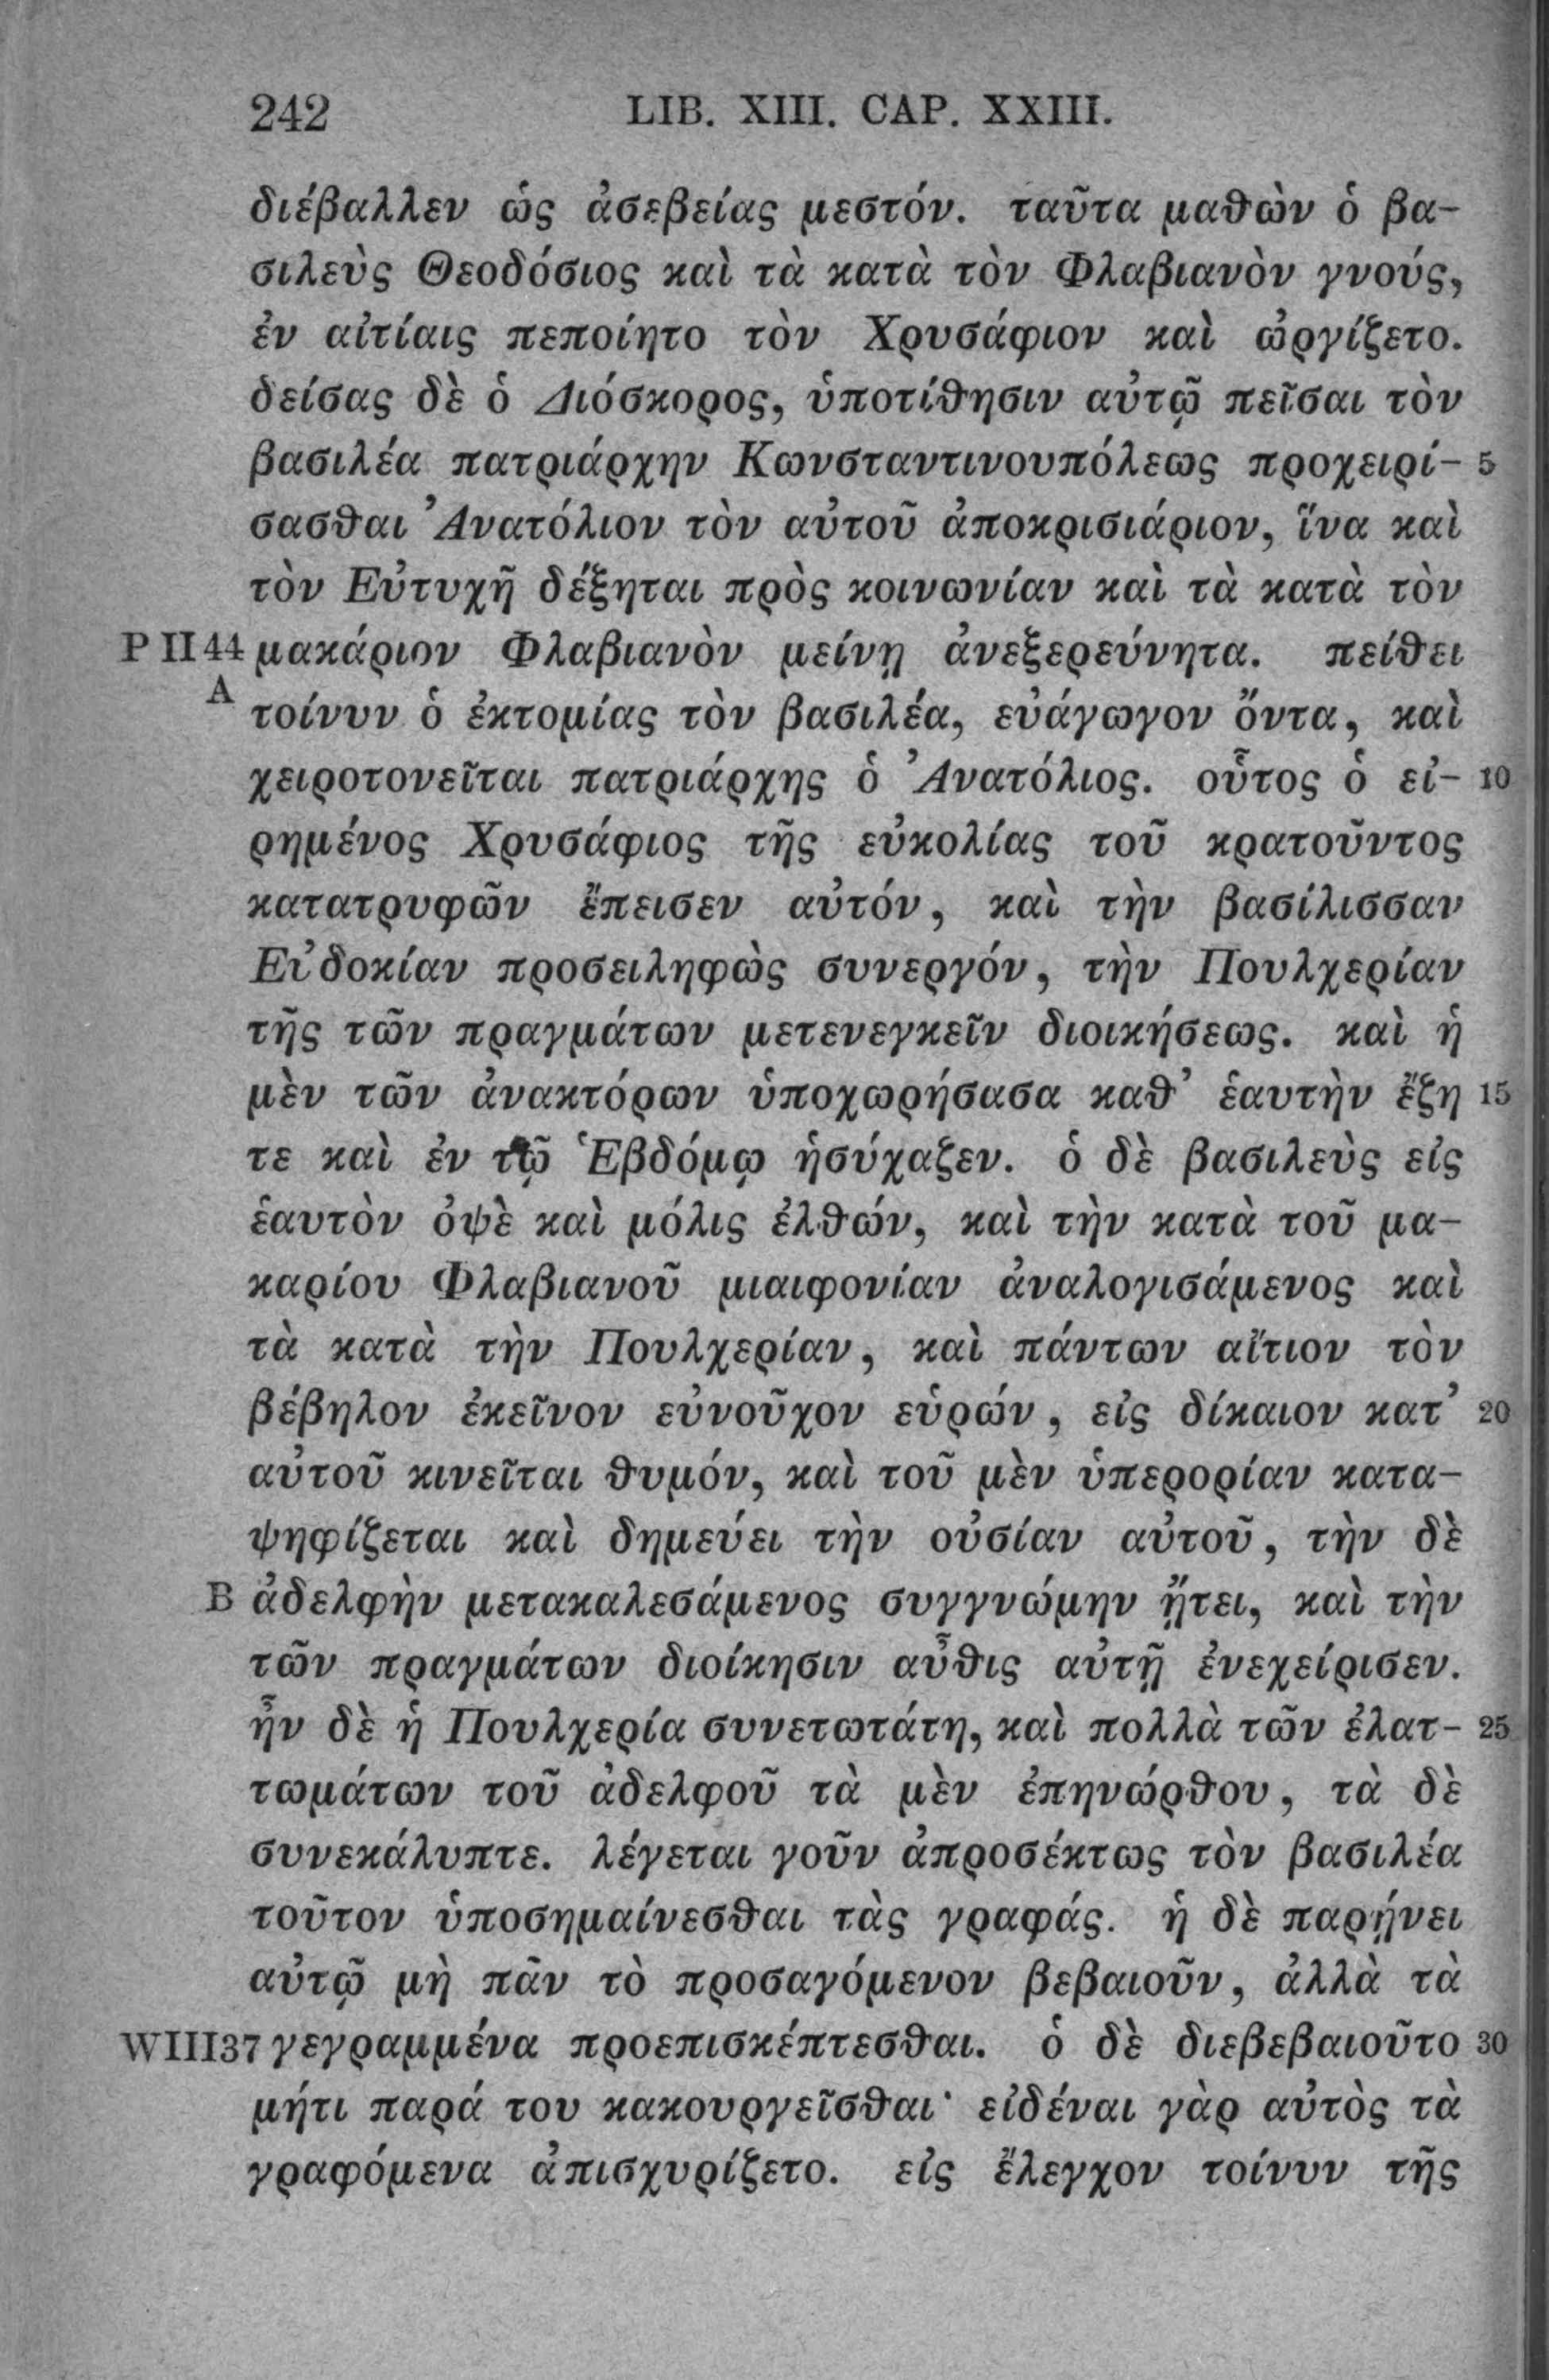 242 LIB. XIII. CAP. XXIII.
διέβαλλεν ὡς ἀσεβείας μεστόν. ταῦτα μαθὼν ὁ βα-
σιλεὺς Θεοδόσιος καὶ τὰ κατὰ τὸν Φλαβιανὸν γνούς,
ἐν αἰτίαις πεποίητο τὸν Χρυσάφιον καὶ ὠργίζετο.
δείσας δὲ ὁ Διόσκορος, ὑποτίθησιν αὐτῷ πεῖσαι τὸν
βασιλέα πατριάρχην Κωνσταντινουπόλεως προχειρί- 5
σασθαι Ἀνατόλιον τὸν αὐτοῦ ἀποκρισιάριον, ἵνα καὶ
τὸν Εὐτυχῆ δέξηται πρὸς κοινωνίαν καὶ τὰ κατὰ τὸν
P II 44 μακάριον Φλαβιανὸν μείνῃ ἀνεξερεύνητα. πείθει
A τοίνυν ὁ ἐκτομίας τὸν βασιλέα, εὐάγωγον ὄντα, καὶ
χειροτονεῖται πατριάρχης ὁ Ἀνατόλιος. οὗτος ὁ εἰ- 10
ρημένος Χρυσάφιος τῆς εὐκολίας τοῦ κρατοῦντος
κατατρυφῶν ἔπεισεν αὐτόν, καὶ τὴν βασίλισσαν
Εὐδοκίαν προσειληφὼς συνεργόν, τὴν Πουλχερίαν
τῆς τῶν πραγμάτων μετενεγκεῖν διοικήσεως. καὶ ἡ
μὲν τῶν ἀνακτόρων ὑποχωρήσασα καθ’ ἑαυτὴν ἔζη 15
τε καὶ ἐν τῷ Ἑβδόμῳ ἡσύχαζεν. ὁ δὲ βασιλεὺς εἰς
ἑαυτὸν ὀψὲ καὶ μόλις ἐλθών, καὶ τὴν κατὰ τοῦ μα-
καρίου Φλαβιανοῦ μιαιφονίαν ἀναλογισάμενος καὶ
τὰ κατὰ τὴν Πουλχερίαν, καὶ πάντων αἴτιον τὸν
βέβηλον ἐκεῖνον εὐνοῦχον εὑρών, εἰς δίκαιον κατ’ 20
αὐτοῦ κινεῖται θυμόν, καὶ τοῦ μὲν ὑπερορίαν κατα-
ψηφίζεται καὶ δημεύει τὴν οὐσίαν αὐτοῦ, τὴν δὲ
B ἀδελφὴν μετακαλεσάμενος συγγνώμην ᾔτει, καὶ τὴν
τῶν πραγμάτων διοίκησιν αὖθις αὐτῇ ἐνεχείρισεν.
ἦν δὲ ἡ Πουλχερία συνετωτάτη, καὶ πολλὰ τῶν ἐλατ- 25
τωμάτων τοῦ ἀδελφοῦ τὰ μὲν ἐπηνώρθου, τὰ δὲ
συνεκάλυπτε. λέγεται γοῦν ἀπροσέκτως τὸν βασιλέα
τοῦτον ὑποσημαίνεσθαι τὰς γραφάς. ἡ δὲ παρῄνει
αὐτῷ μὴ πᾶν τὸ προσαγόμενον βεβαιοῦν, ἀλλὰ τὰ
W III 37 γεγραμμένα προεπισκέπτεσθαι. ὁ δὲ διεβεβαιοῦτο 30
μήτι παρά του κακουργεῖσθαι· εἰδέναι γὰρ αὐτὸς τὰ
γραφόμενα ἀπισχυρίζετο. εἰς ἔλεγχον τοίνυν τῆς